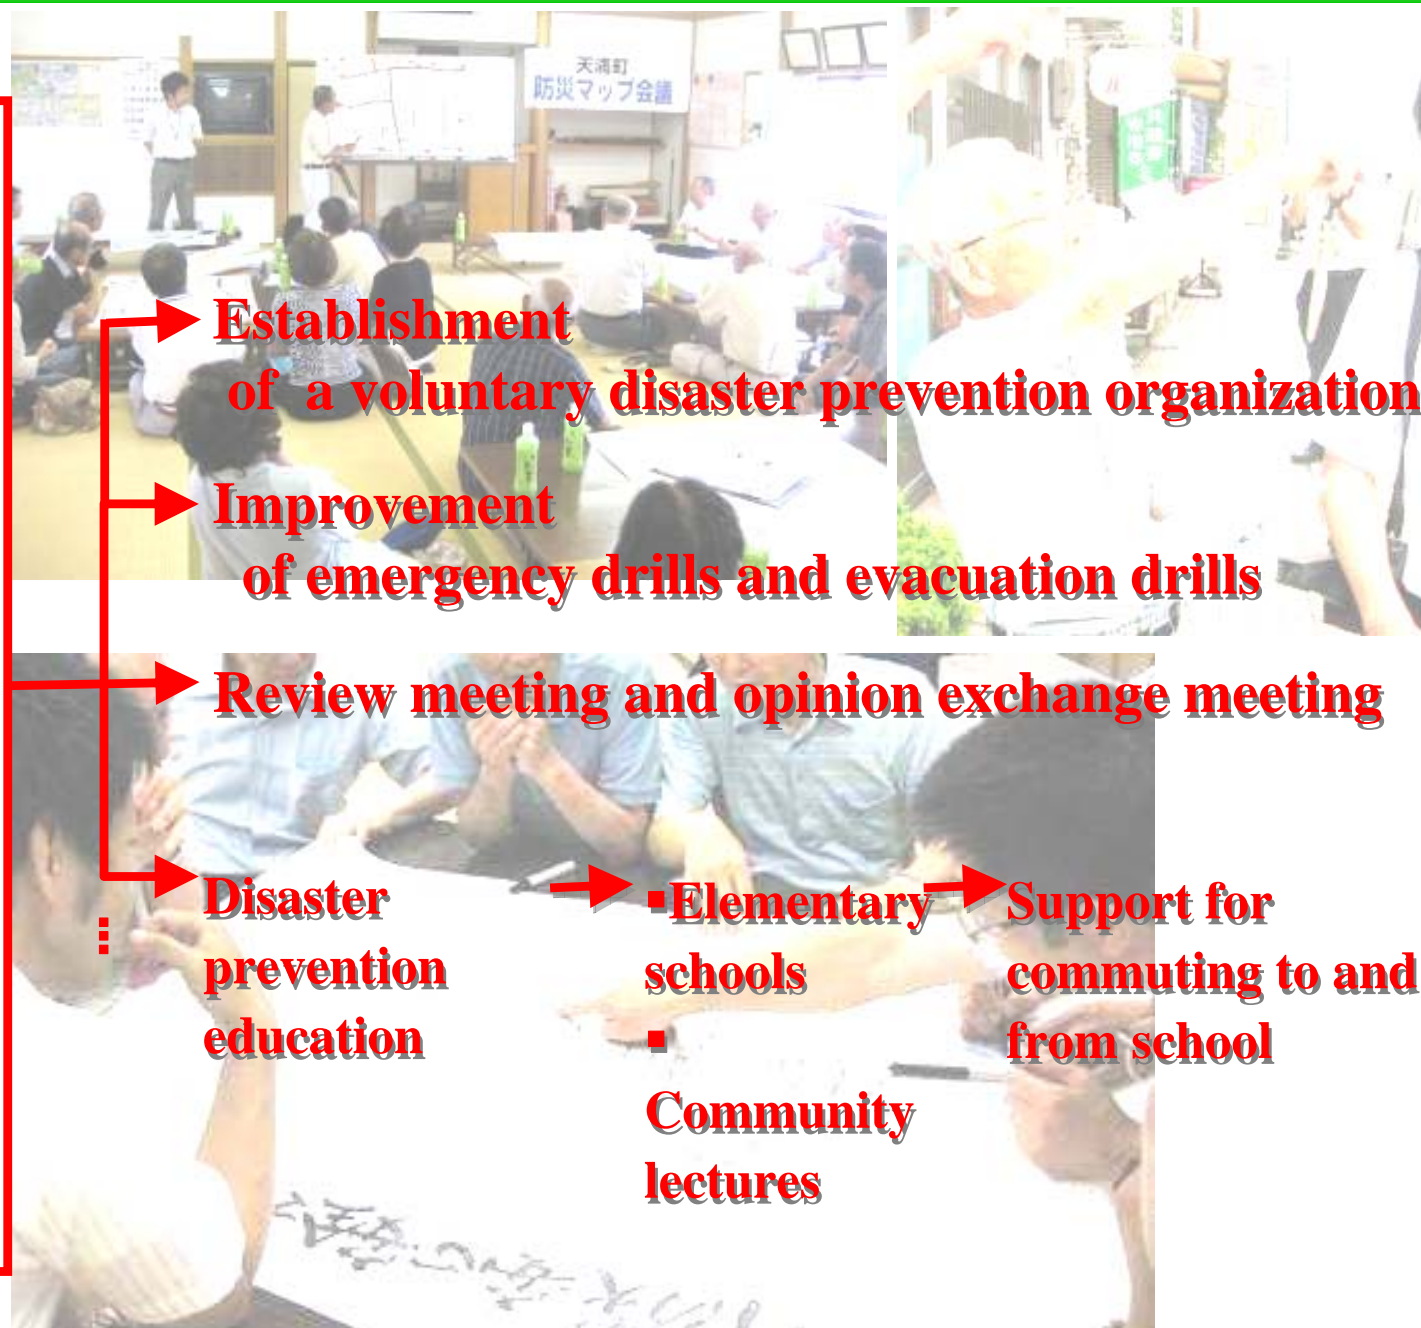 天満町
防災マップ会議
Establishment
of a voluntary disaster prevention organization
Improvement
of emergency drills and evacuation drills
Review meeting and opinion exchange meeting
Disaster
prevention
education
▪Elementary
schools
▪
Community
lectures
Support for
commuting to and
from school
...